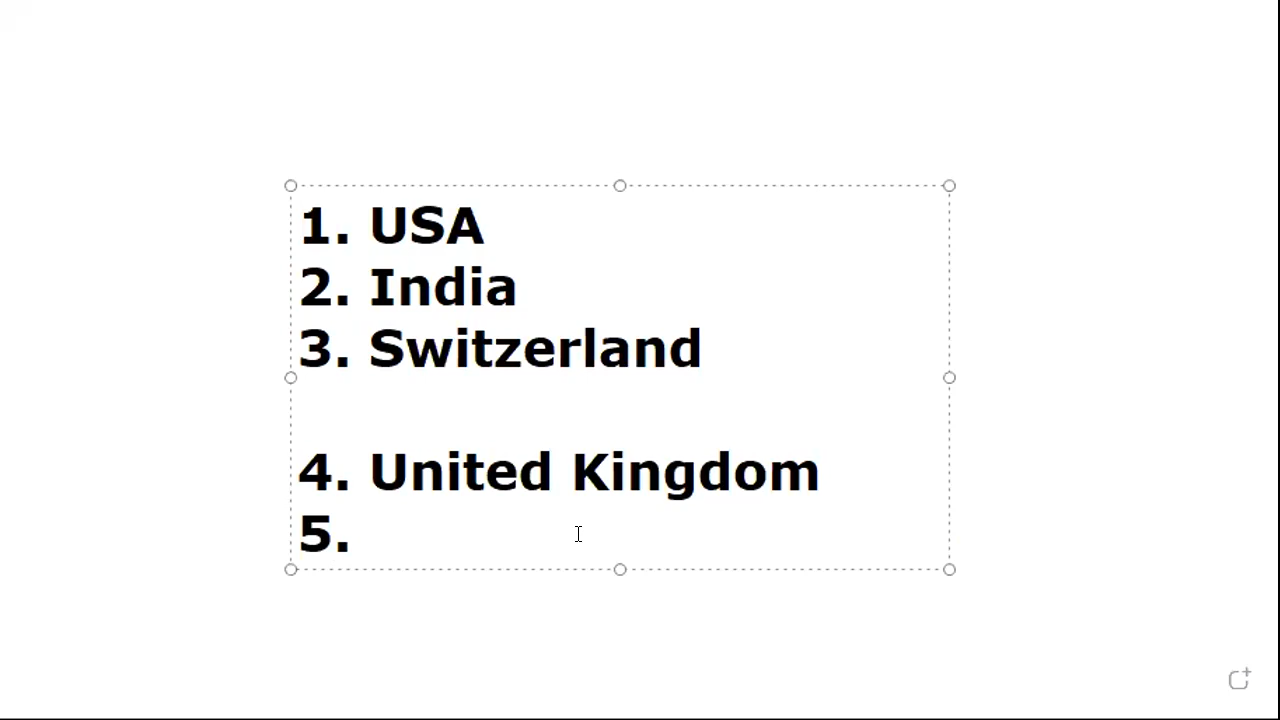 1. USA
2. India
3. Switzerland
4. United Kingdom
5.